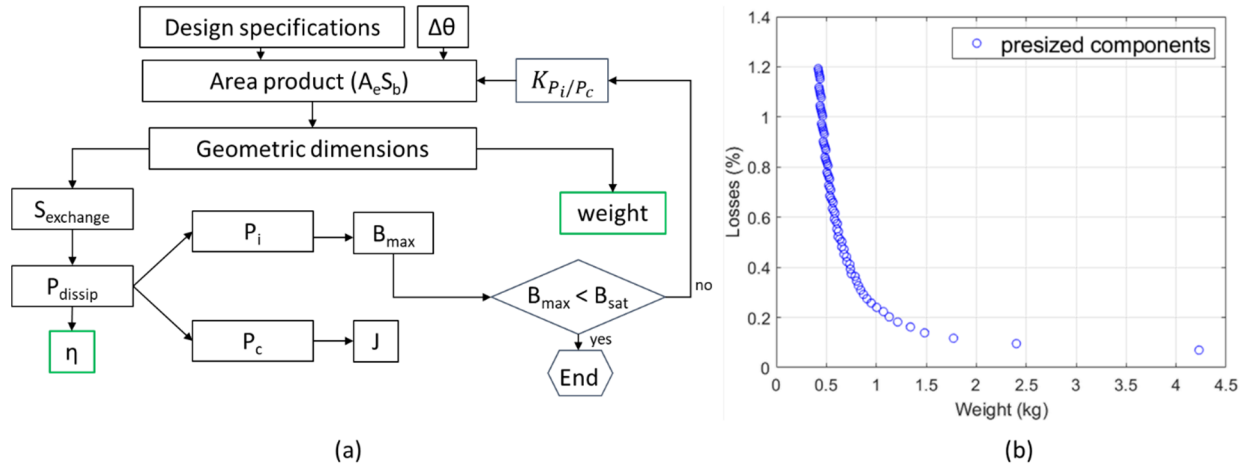 Design specifications
Δθ
Area product (AeSb)
KPi/Pc
Geometric dimensions
Sexchange
weight
Pi
Bmax
Pdissip
Bmax < Bsat
no
η
Pc
J
yes
End
(a)
1.4
1.2
1
0.8
0.6
0.4
0.2
0
Losses (%)
presized components
0 0.5 1 1.5 2 2.5 3 3.5 4 4.5
Weight (kg)
(b)